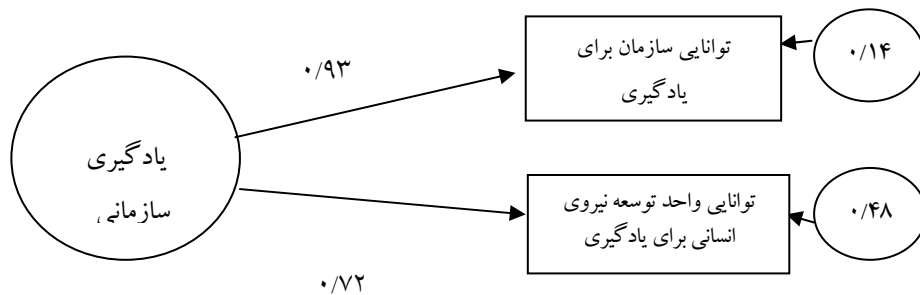 یادگیری
سازمانی
۰/۹۳
توانایی سازمان برای
یادگیری
۰/۱۴
۰/۷۲
توانایی واحد توسعه نیروی
انسانی برای یادگیری
۰/۴۸